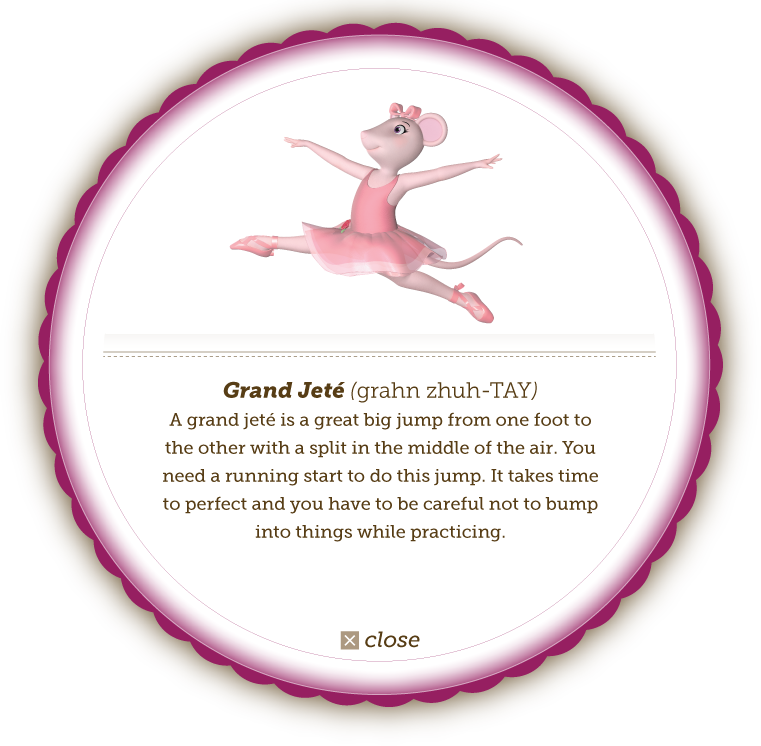 Grand Jeté (grahn zhuh-TAY)
A grand jeté is a great big jump from one foot to
the other with a split in the middle of the air. You
need a running start to do this jump. It takes time
to perfect and you have to be careful not to bump
into things while practicing.
close